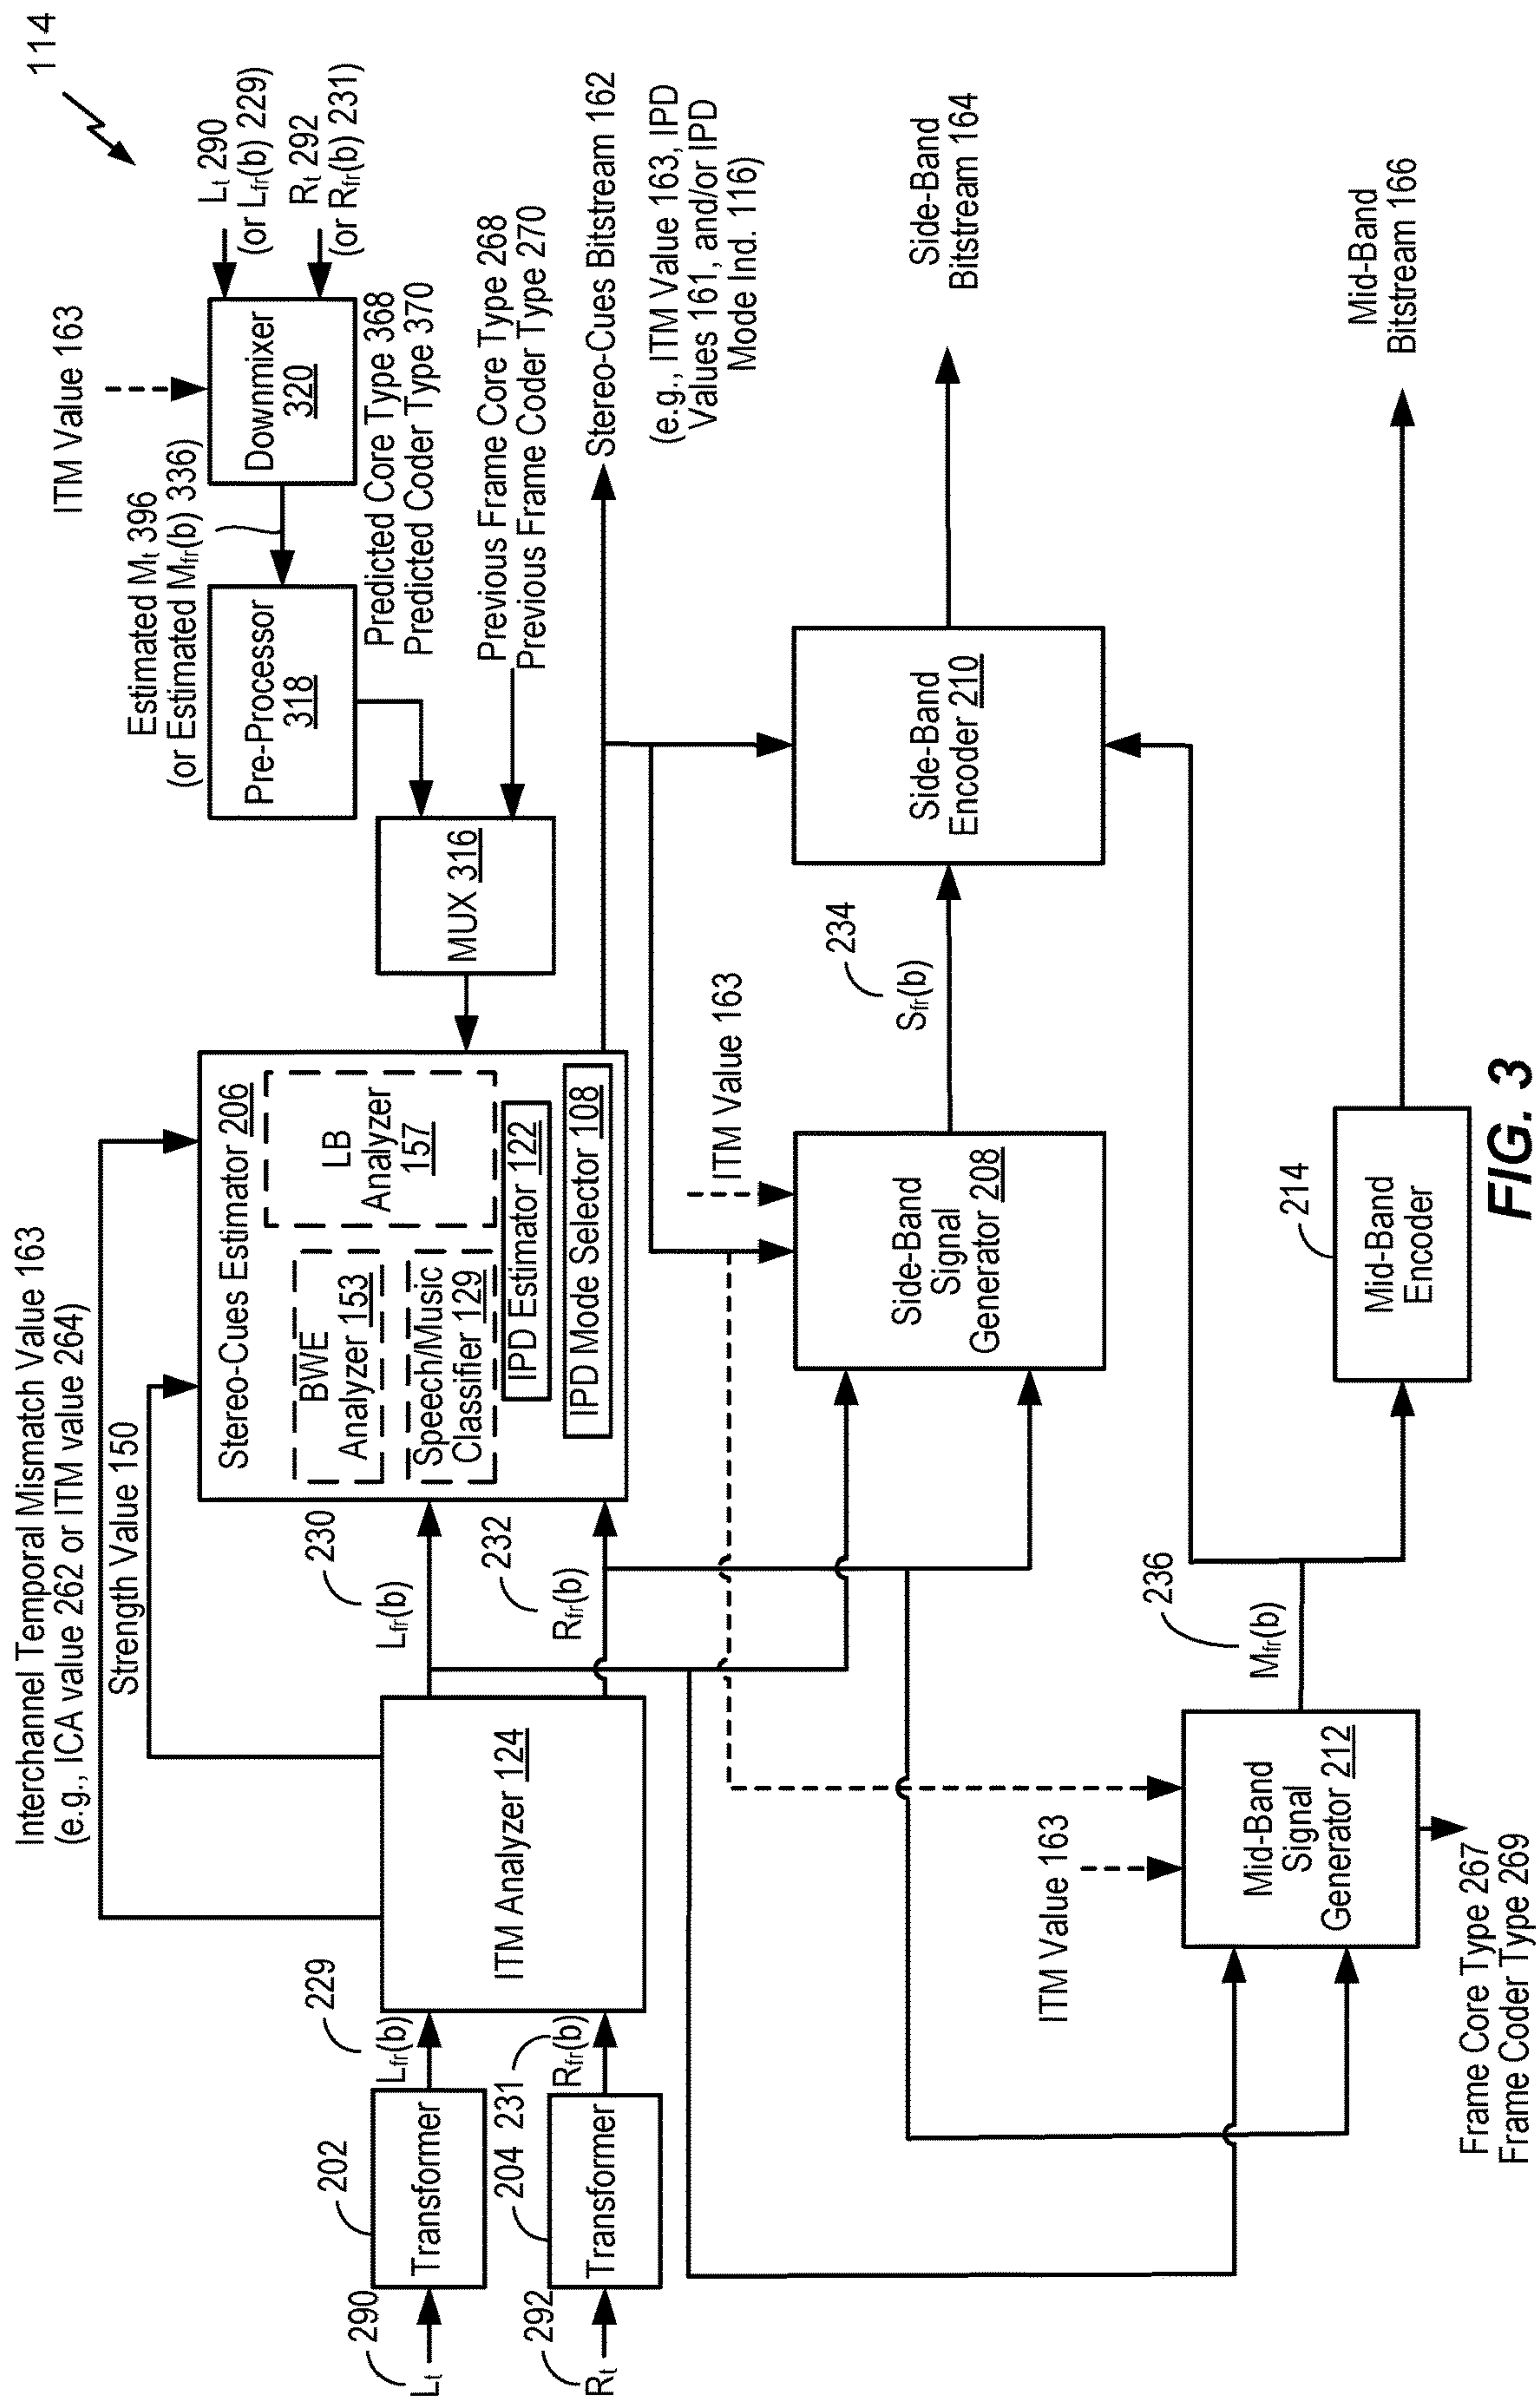 114
Interchannel Temporal Mismatch Value 163
(e.g., ICA value 262 or ITM value 264)
Strength Value 150
ITM Value 163
Estimated Mt 396
(or Estimated Mfr(b) 336)
Lt 290
(or Lfr(b) 229)
Rt 292
(or Rfr(b) 231)
Downmixer
320
Pre-Processor
318
Predicted Core Type 368
Predicted Coder Type 370
Previous Frame Core Type 268
Previous Frame Coder Type 270
MUX 316
Stereo-Cues Estimator 206
BWE
Analyzer 153
LB
Analyzer
157
Speech/Music
Classifier 129
IPD Estimator 122
IPD Mode Selector 108
290
Lt
202
Transformer
229
Lfr(b)
292
Rt
204
Transformer
231
Rfr(b)
ITM Analyzer 124
230
Lfr(b)
232
Rfr(b)
Stereo-Cues Bitstream 162
(e.g., ITM Value 163, IPD
Values 161, and/or IPD
Mode Ind. 116)
ITM Value 163
Side-Band
Signal
Generator 208
234
Sfr(b)
Side-Band
Encoder 210
Side-Band
Bitstream 164
ITM Value 163
Mid-Band
Signal
Generator 212
236
Mfr(b)
214
Mid-Band
Encoder
Mid-Band
Bitstream 166
Frame Core Type 267
Frame Coder Type 269
FIG. 3